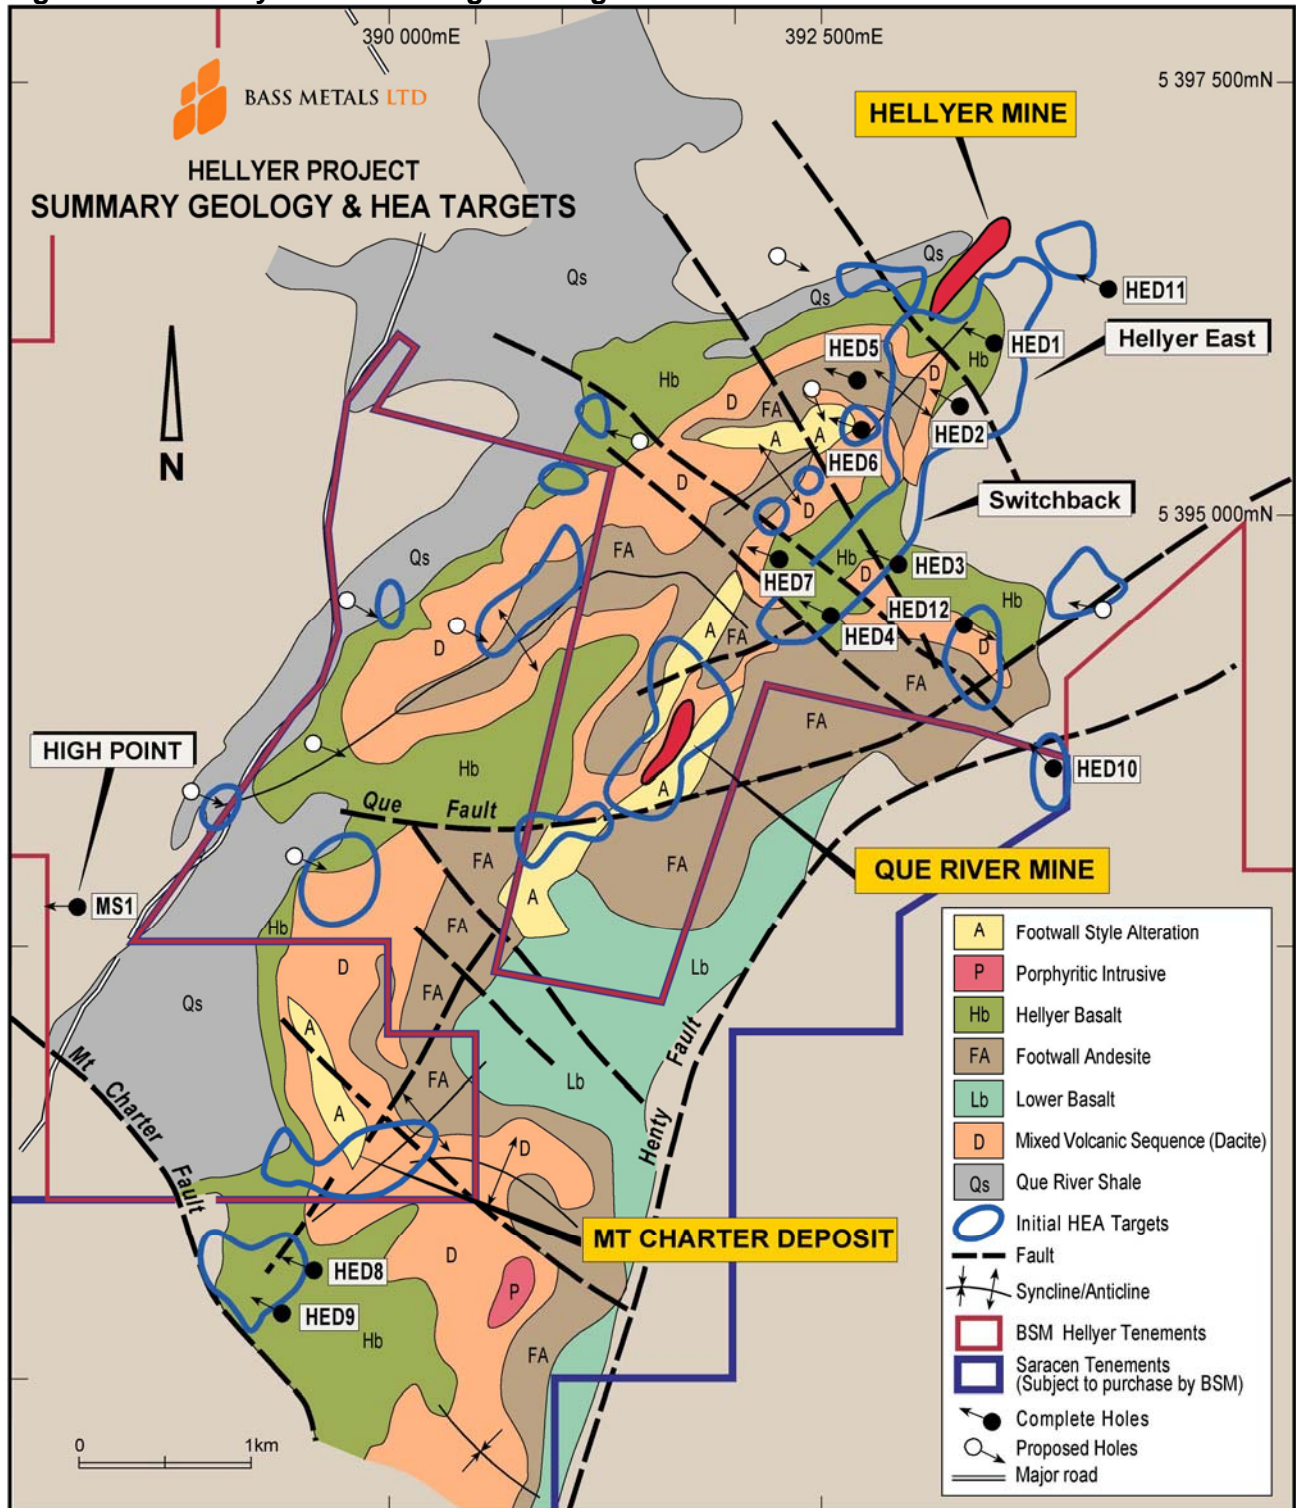 390 000mE
392 500mE
5 397 500mN
BASS METALS LTD
HELLYER MINE
HELLYER PROJECT
SUMMARY GEOLOGY & HEA TARGETS
Qs
Qs
Qs
HED11
N
HED5
HED1
Hellyer East
Hb
D
Hb
D
FA
A
A
HED2
HED6
D
Switchback
5 395 000mN
D
Qs
FA
Hb
HED3
D
HED7
Hb
A
HED12
D
FA
HED4
D
FA
FA
HIGH POINT
Hb
HED10
A
Que Fault
FA
FA
QUE RIVER MINE
A
MS1
Hb
FA
D
Lb
Qs
FA
A
Mt Charter Fault
FA
Lb
A
Henty Fault
D
MT CHARTER DEPOSIT
D
HED8
P
HED9
Hb
FA
0 1km
A Footwall Style Alteration
P Porphyritic Intrusive
Hb Hellyer Basalt
FA Footwall Andesite
Lb Lower Basalt
D Mixed Volcanic Sequence (Dacite)
Qs Que River Shale
Initial HEA Targets
Fault
Syncline/Anticline
BSM Hellyer Tenements
Saracen Tenements
(Subject to purchase by BSM)
Complete Holes
Proposed Holes
Major road